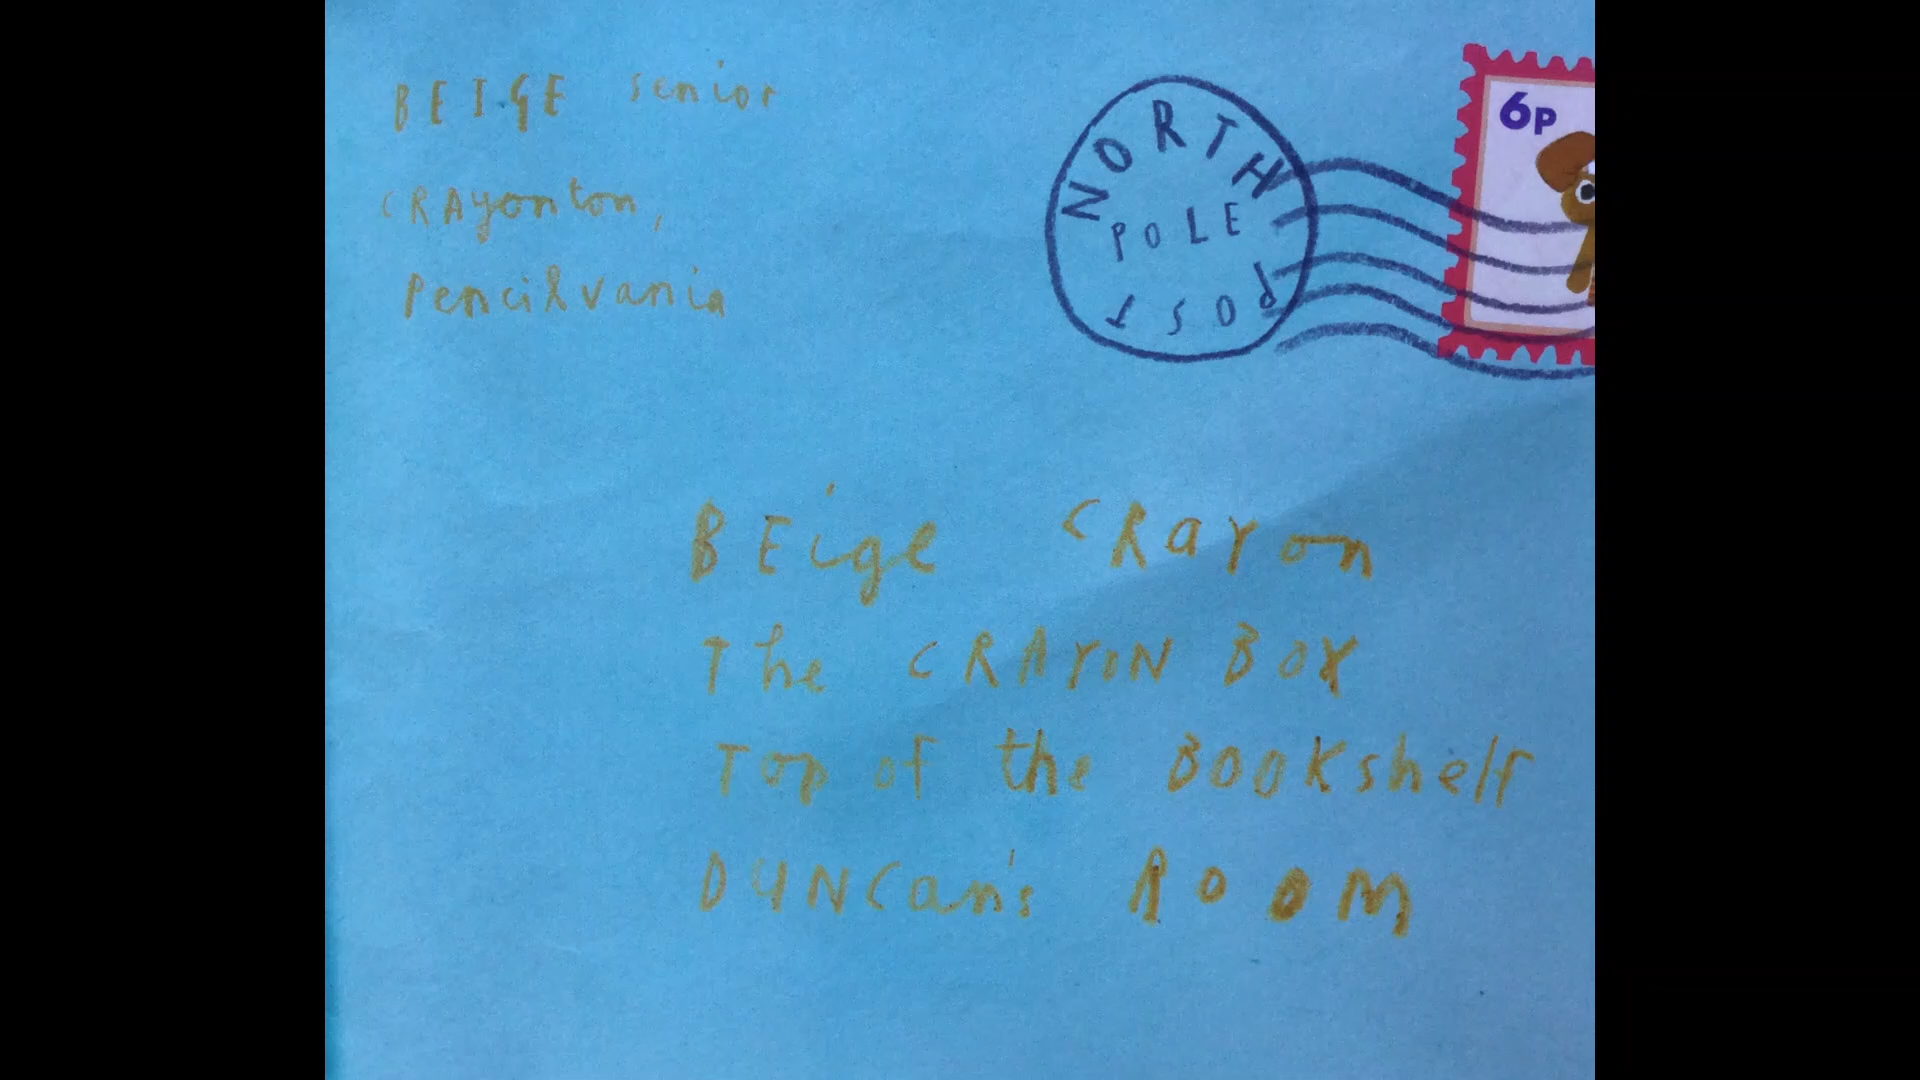 BEIGE senior
CRAyonton,
Pencilvania
NORTH
POLE
POST
6P
BEige CRaYon
The CRAYON BOX
Top of the BOOKshelf
DUNCan's ROOM